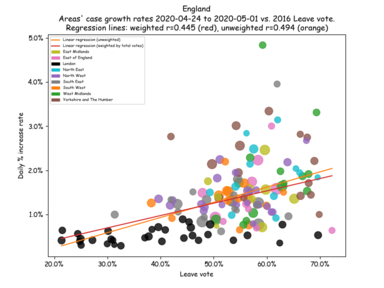 England
Areas' case growth rates 2020-04-24 to 2020-05-01 vs. 2016 Leave vote.
Regression lines: weighted r=0.445 (red), unweighted r=0.494 (orange)
Linear regression (unweighted)
Linear regression (weighted by total votes)
East Midlands
East of England
London
North East
North West
South East
South West
West Midlands
Yorkshire and The Humber
5.0%
4.0%
3.0%
2.0%
1.0%
Daily % increase rate
20.0%
30.0%
40.0%
50.0%
60.0%
70.0%
Leave vote